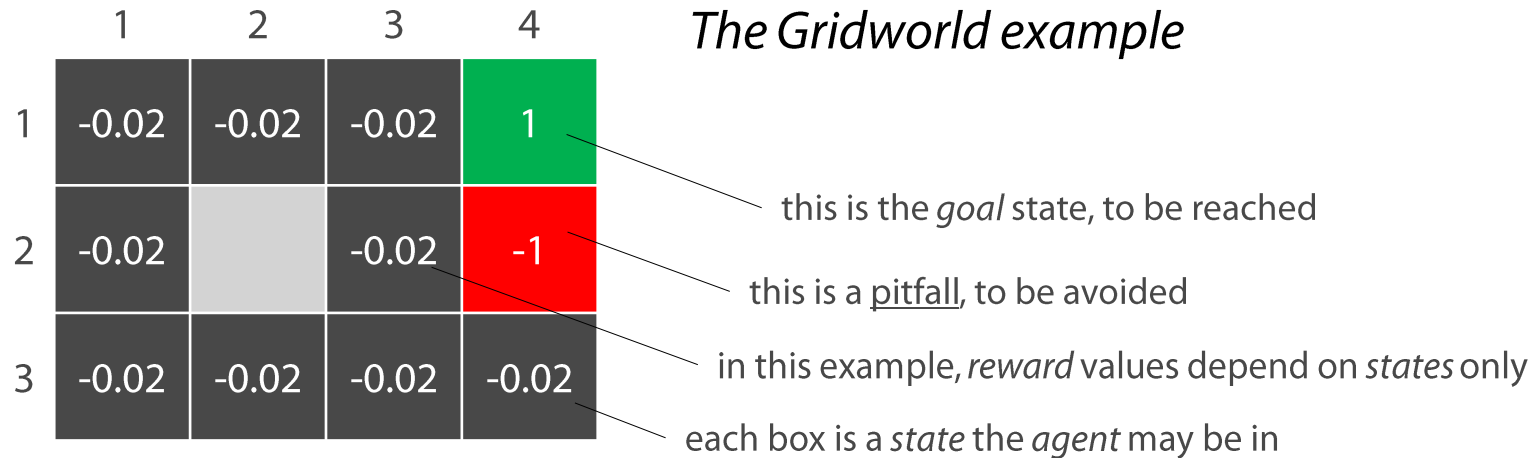 The Gridworld example
1 2 3 4
1 -0.02 -0.02 -0.02 1
2 -0.02 -0.02 -1
3 -0.02 -0.02 -0.02 -0.02
this is the goal state, to be reached
this is a pitfall, to be avoided
in this example, reward values depend on states only
each box is a state the agent may be in